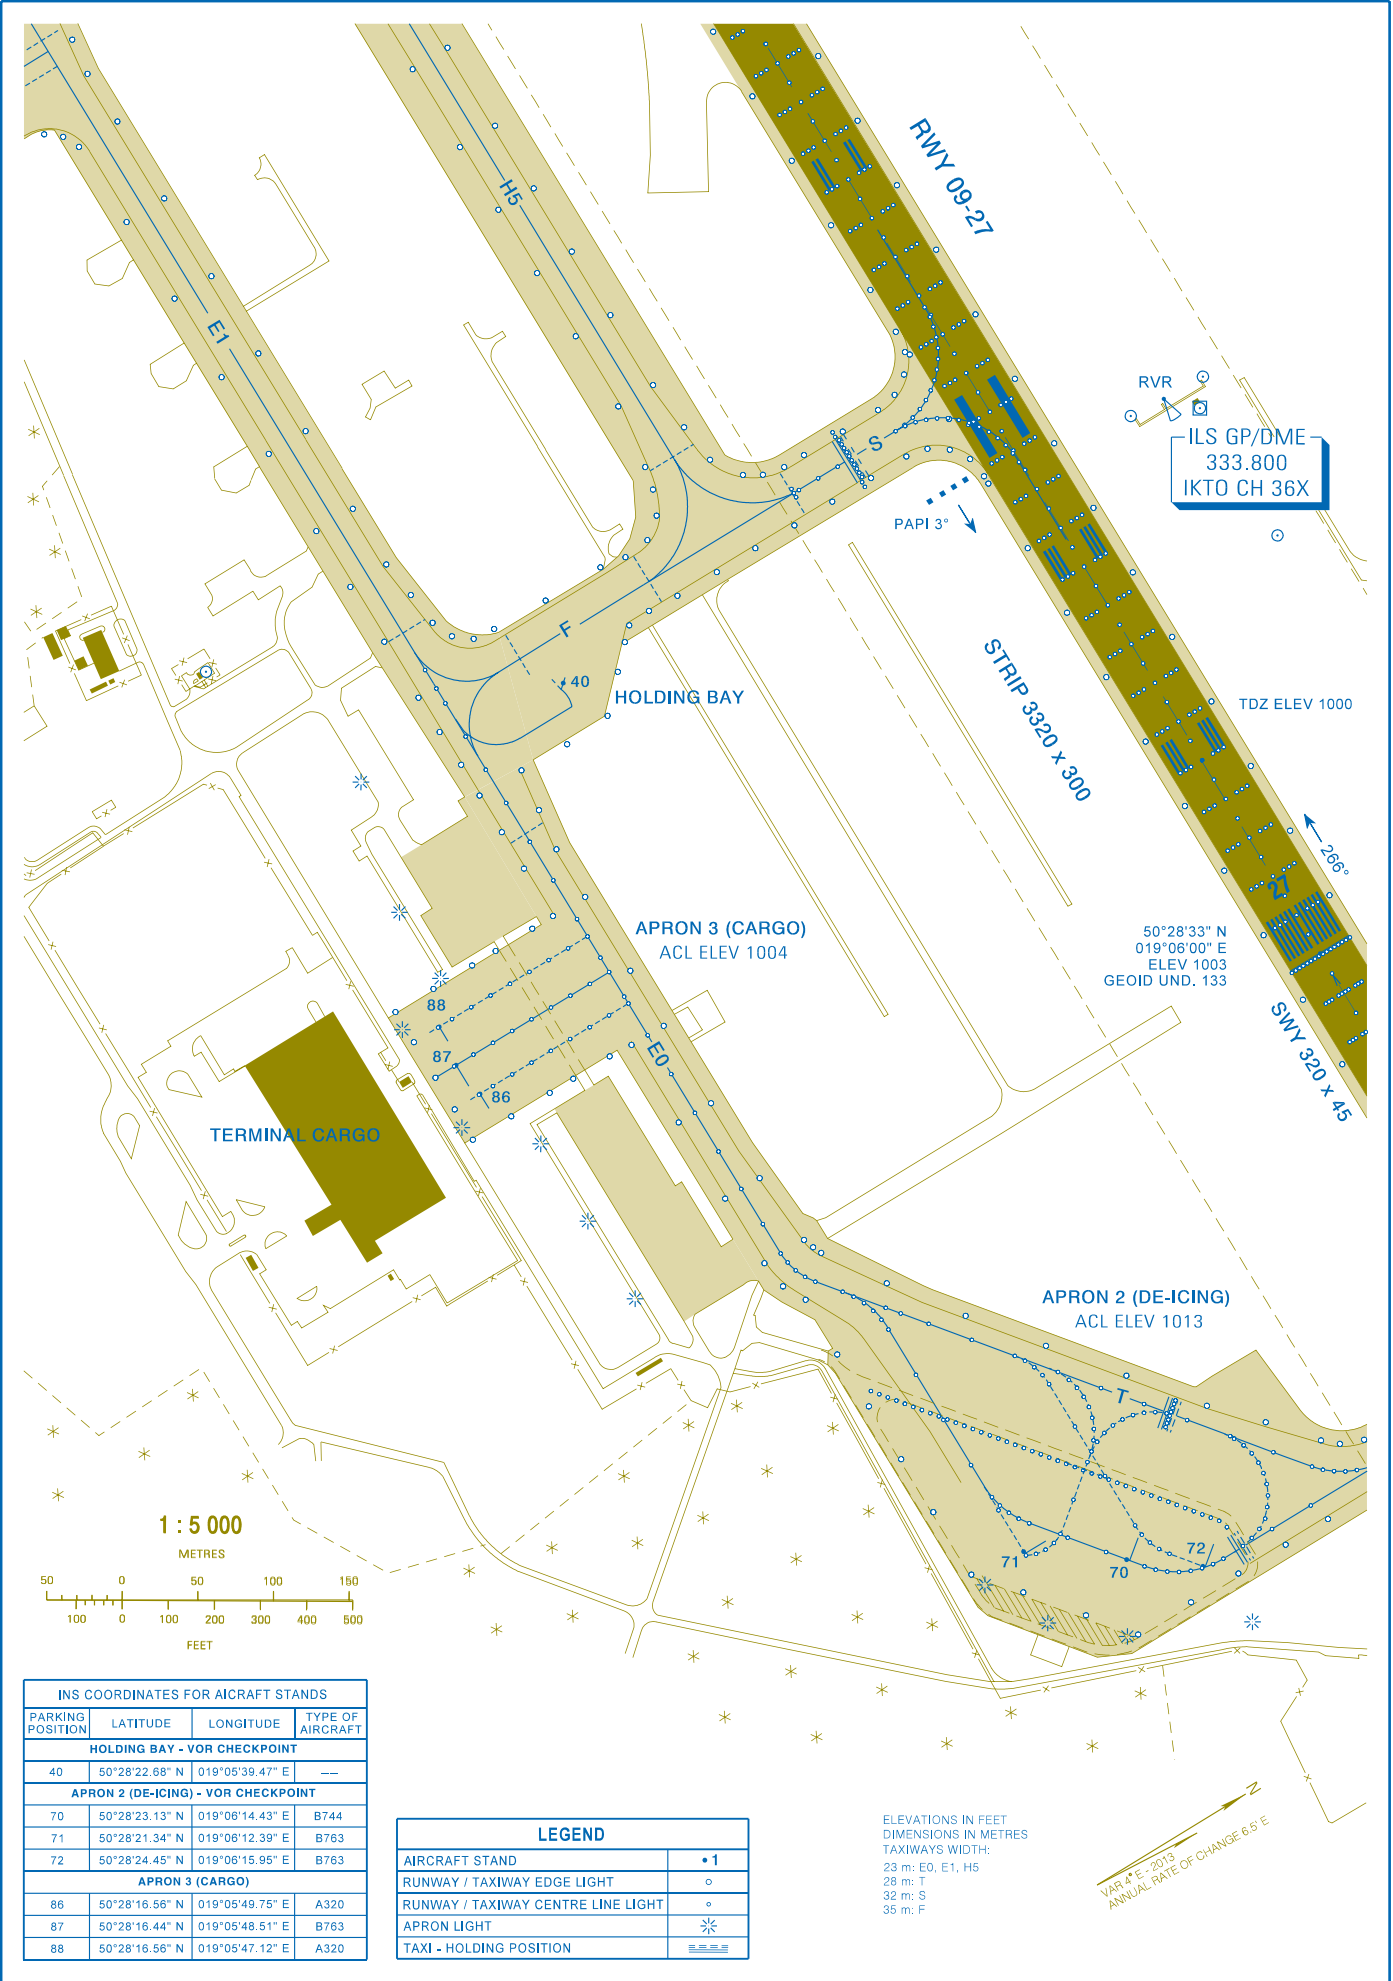 H5
RWY 09-27
E1
RVR
ILS GP/DME
333.800
IKTO CH 36X
S
PAPI 3°
F
40
HOLDING BAY
STRIP 3320 x 300
TDZ ELEV 1000
266°
27
APRON 3 (CARGO)
ACL ELEV 1004
50°28'33" N
019°06'00" E
ELEV 1003
GEOID UND. 133
SWY 320 x 45
88
87
86
E0
TERMINAL CARGO
APRON 2 (DE-ICING)
ACL ELEV 1013
T
71
70
72
1 : 5 000
METRES
50 0 50 100 150
100 0 100 200 300 400 500
FEET
INS COORDINATES FOR AICRAFT STANDS
PARKING POSITION LATITUDE LONGITUDE TYPE OF AIRCRAFT
HOLDING BAY - VOR CHECKPOINT
40 50°28'22.68" N 019°05'39.47" E ---
APRON 2 (DE-ICING) - VOR CHECKPOINT
70 50°28'23.13" N 019°06'14.43" E B744
71 50°28'21.34" N 019°06'12.39" E B763
72 50°28'24.45" N 019°06'15.95" E B763
APRON 3 (CARGO)
86 50°28'16.56" N 019°05'49.75" E A320
87 50°28'16.44" N 019°05'48.51" E B763
88 50°28'16.56" N 019°05'47.12" E A320
LEGEND
AIRCRAFT STAND 1
RUNWAY / TAXIWAY EDGE LIGHT
RUNWAY / TAXIWAY CENTRE LINE LIGHT
APRON LIGHT
TAXI - HOLDING POSITION
ELEVATIONS IN FEET
DIMENSIONS IN METRES
TAXIWAYS WIDTH:
23 m: E0, E1, H5
28 m: T
32 m: S
35 m: F
N
VAR 4° E - 2013
ANNUAL RATE OF CHANGE 6.5' E